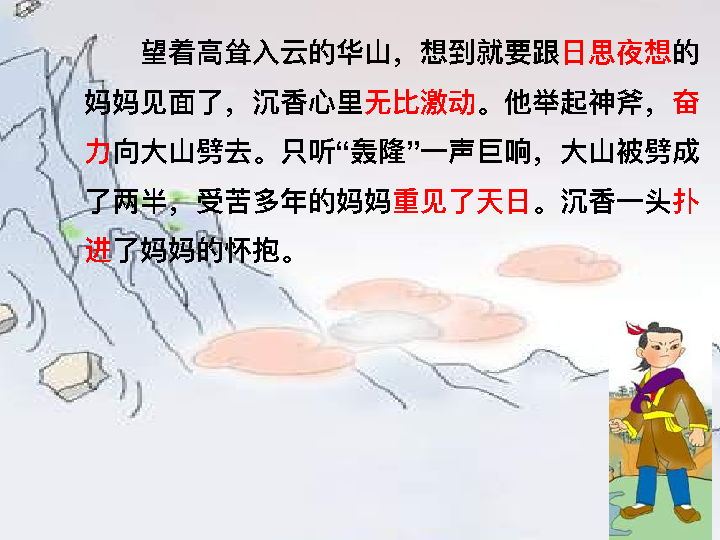 望着高耸入云的华山，想到就要跟日思夜想的
妈妈见面了，沉香心里无比激动。他举起神斧，奋
力向大山劈去。只听“轰隆”一声巨响，大山被劈成
了两半，受苦多年的妈妈重见了天日。沉香一头扑
进了妈妈的怀抱。